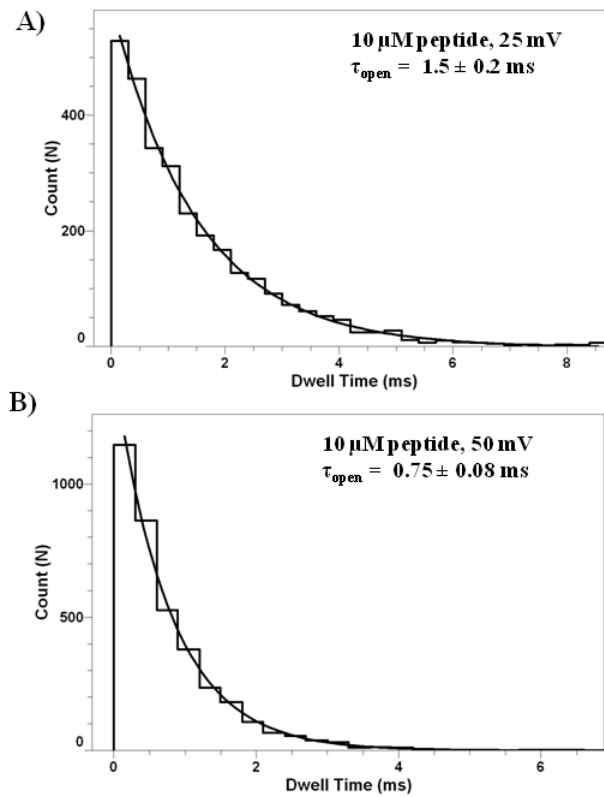 A)
10 μM peptide, 25 mV
τopen = 1.5 ± 0.2 ms
400
200
0
Count (N)
0 2 4 6 8
Dwell Time (ms)
B)
10 μM peptide, 50 mV
τopen = 0.75 ± 0.08 ms
1000
500
0
Count (N)
0 2 4 6
Dwell Time (ms)